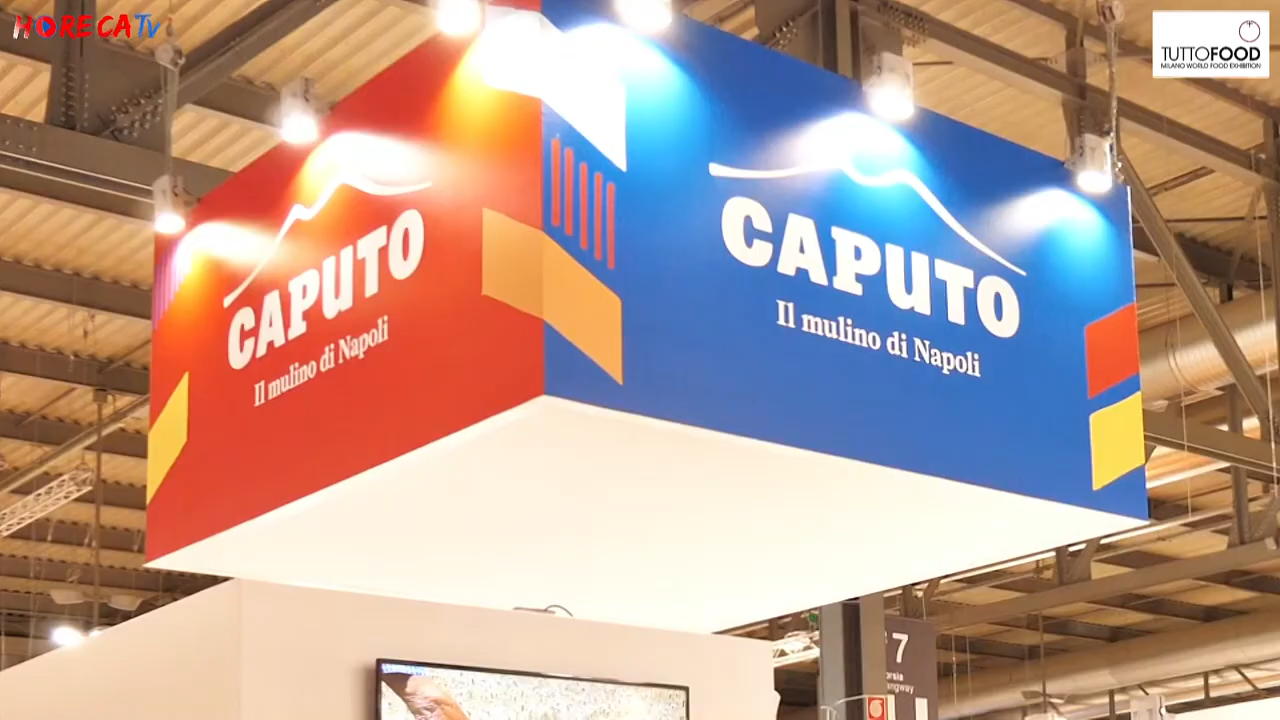 HORECATv
TUTTOFOOD
MILANO WORLD FOOD EXHIBITION
CAPUTO
Il mulino di Napoli
CAPUTO
Il mulino di Napoli
7